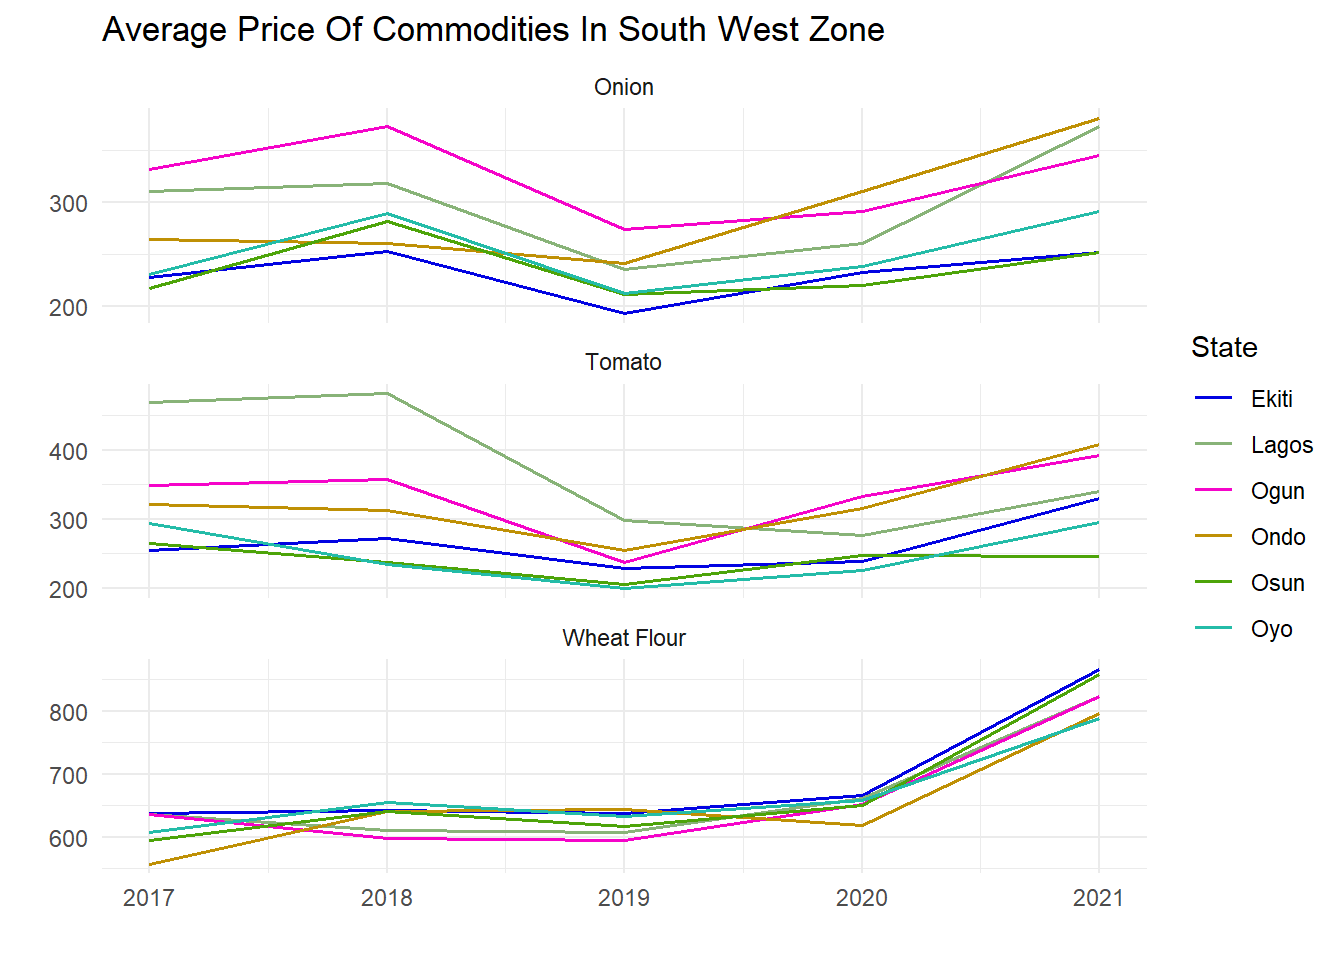 Average Price Of Commodities In South West Zone
Onion
300
200
Tomato
400
300
200
Wheat Flour
800
700
600
2017 2018 2019 2020 2021
State
Ekiti
Lagos
Ogun
Ondo
Osun
Oyo